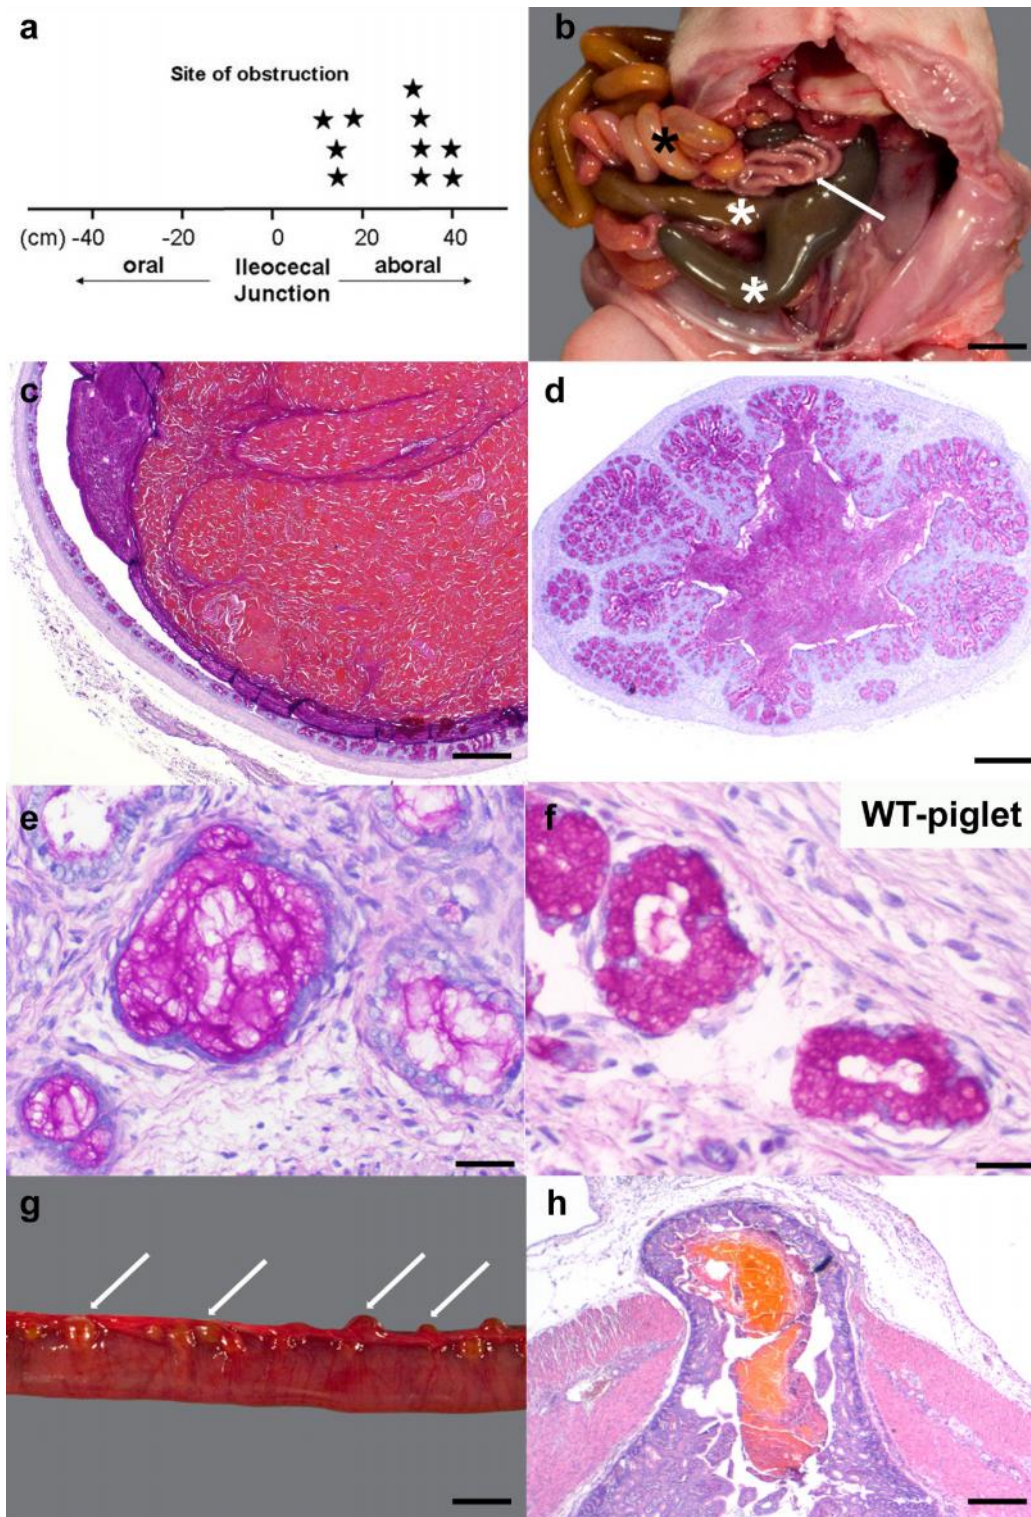 a
Site of obstruction
(cm) -40 -20 0 20 40
oral Ileocecal aboral
Junction
b
c
d
e
f
WT-piglet
g
h